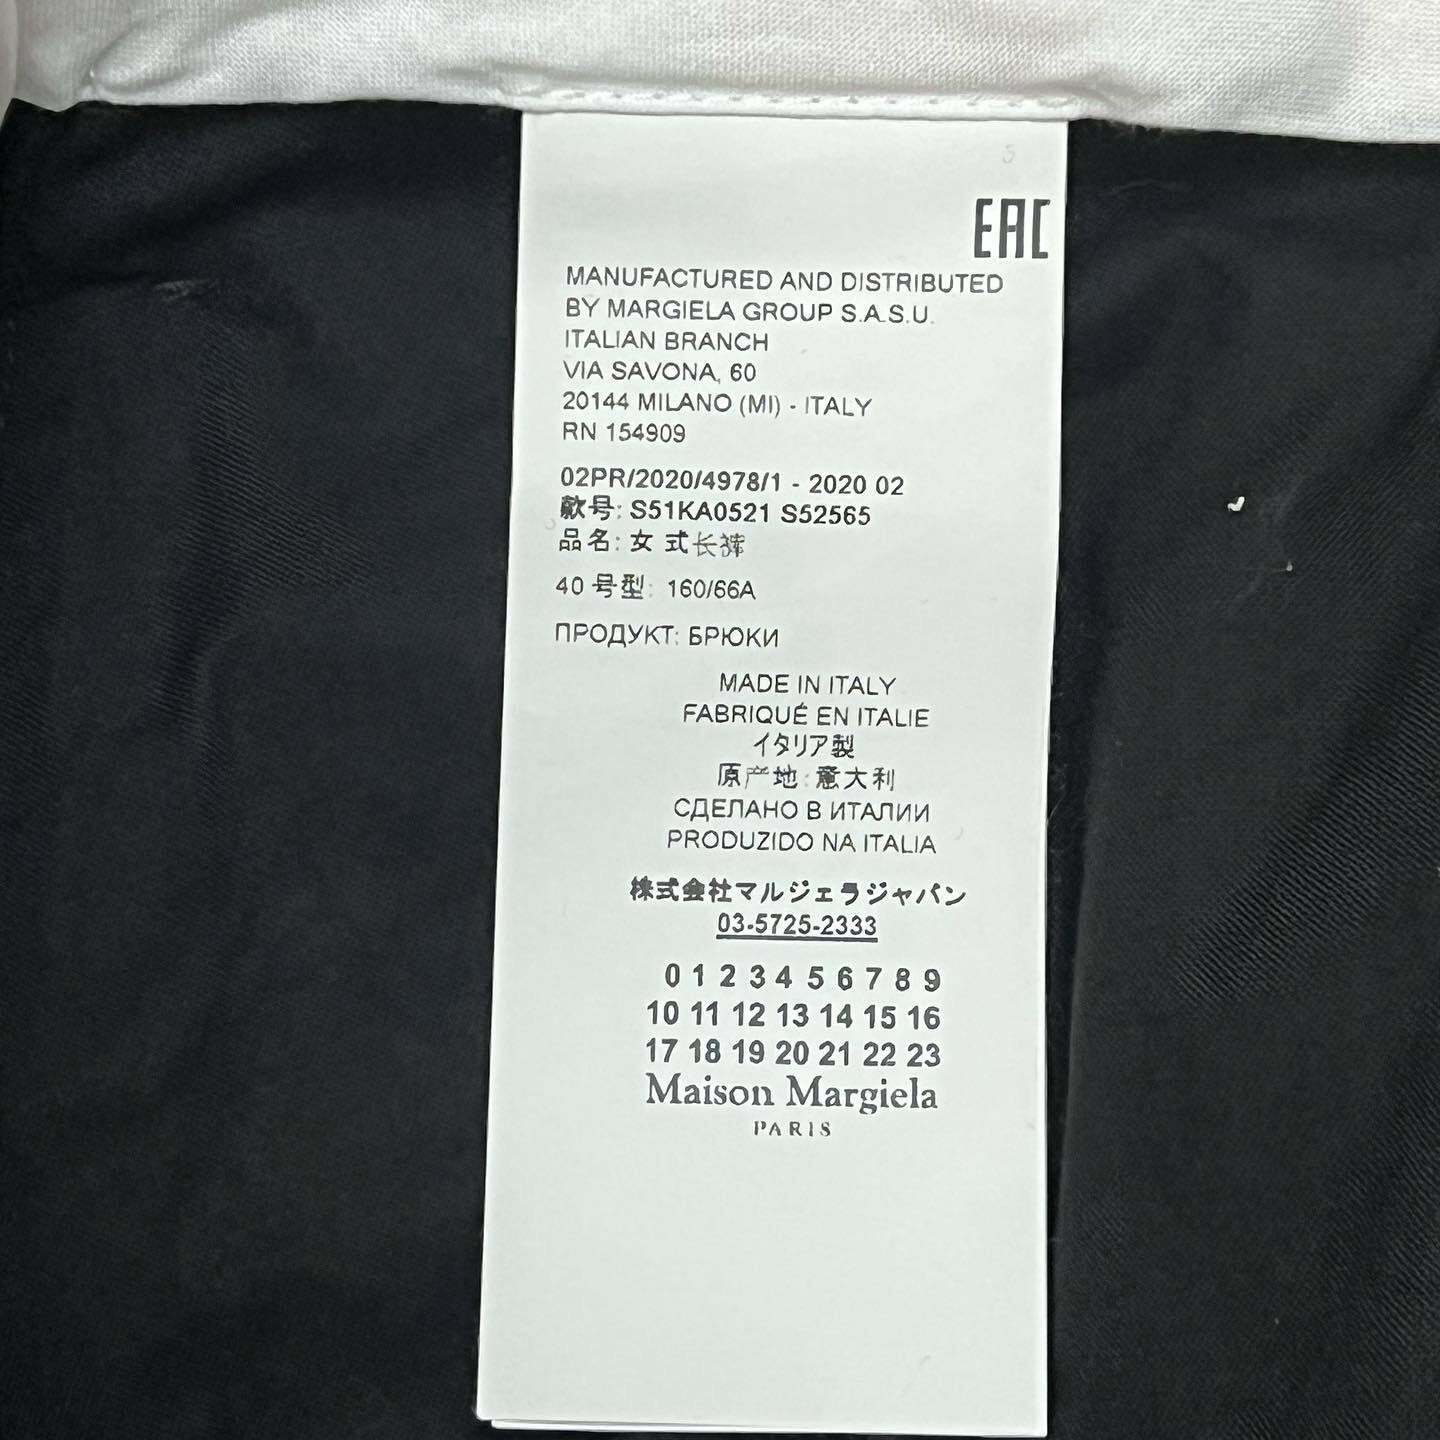 EAC
MANUFACTURED AND DISTRIBUTED
BY MARGIELA GROUP S.A.S.U.
ITALIAN BRANCH
VIA SAVONA, 60
20144 MILANO (MI) - ITALY
RN 154909
02PR/2020/4978/1 - 2020 02
款号: S51KA0521 S52565
品名: 女 式长裤
40 号型: 160/66A
ПРОДУКТ: БРЮКИ
MADE IN ITALY
FABRIQUÉ EN ITALIE
イタリア製
原产地: 意大利
СДЕЛАНО В ИТАЛИИ
PRODUZIDO NA ITALIA
株式会社マルジェラジャパン
03-5725-2333
0 1 2 3 4 5 6 7 8 9
10 11 12 13 14 15 16
17 18 19 20 21 22 23
Maison Margiela
PARIS